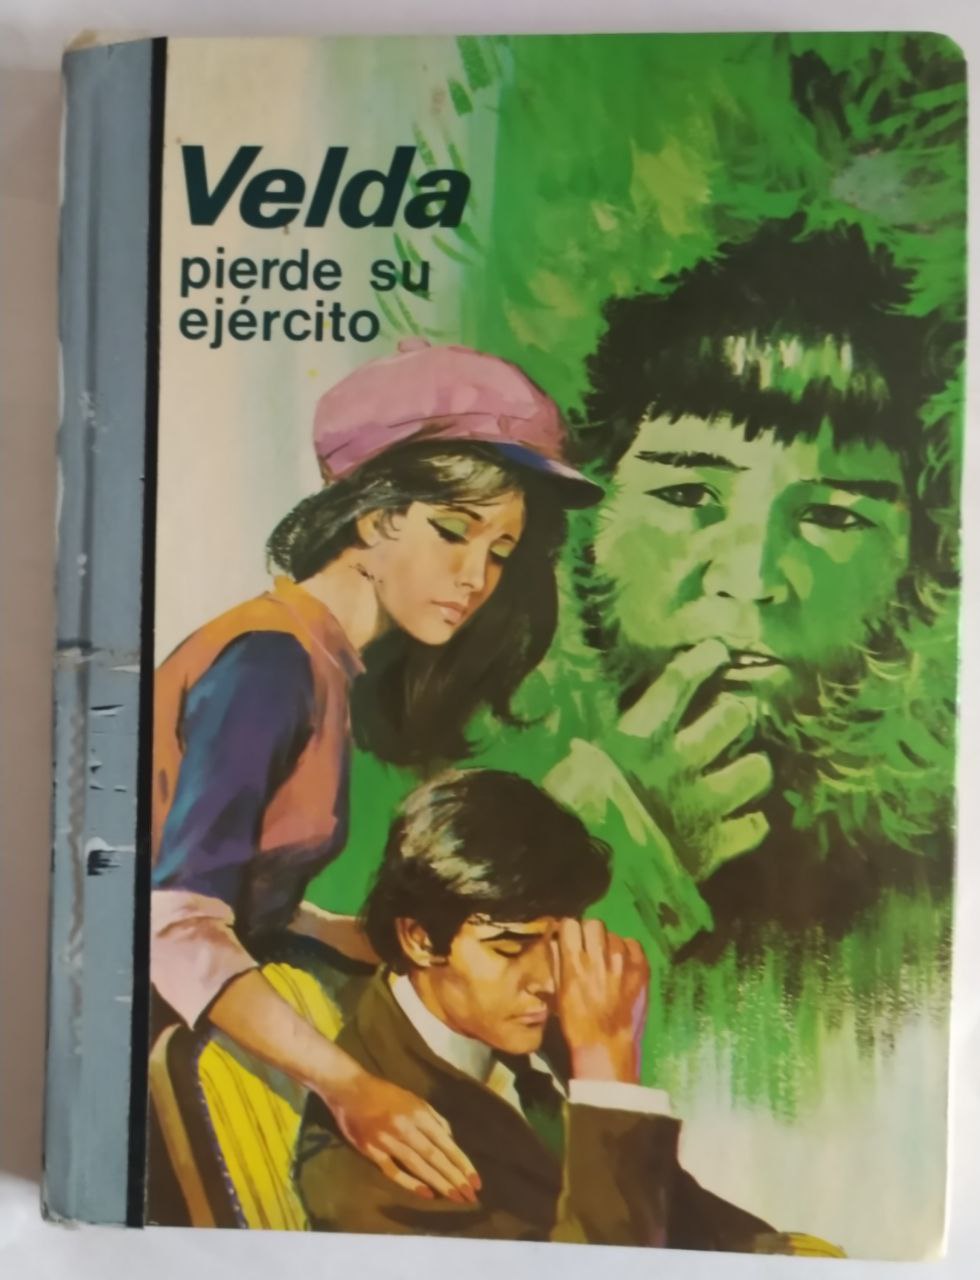 Velda
pierde su
ejército